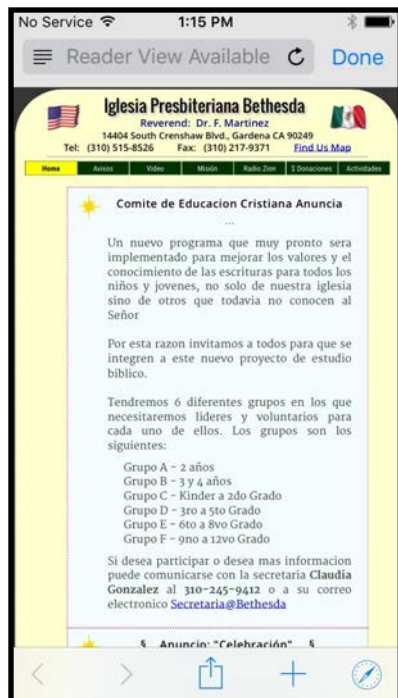 No Service 1:15 PM
Reader View Available Done
Iglesia Presbiteriana Bethesda
Reverend: Dr. F. Martinez
14404 South Crenshaw Blvd., Gardena CA 90249
Tel: (310) 515-8526 Fax: (310) 217-9371 Find Us Map
Home Avisos Video Misión Radio Zion $ Donaciones Actividades
Comite de Educacion Cristiana Anuncia
...
Un nuevo programa que muy pronto sera
implementado para mejorar los valores y el
conocimiento de las escrituras para todos los
niños y jovenes, no solo de nuestra iglesia
sino de otros que todavia no conocen al
Señor
Por esta razon invitamos a todos para que se
integren a este nuevo proyecto de estudio
biblico.
Tendremos 6 diferentes grupos en los que
necesitaremos lideres y voluntarios para
cada uno de ellos. Los grupos son los
siguientes:
Grupo A - 2 años
Grupo B - 3 y 4 años
Grupo C - Kinder a 2do Grado
Grupo D - 3ro a 5to Grado
Grupo E - 6to a 8vo Grado
Grupo F - 9no a 12vo Grado
Si desea participar o desea mas informacion
puede comunicarse con la secretaria Claudia
Gonzalez al 310-245-9412 o a su correo
electronico Secretaria@Bethesda
§ Anuncio: "Celebración" §